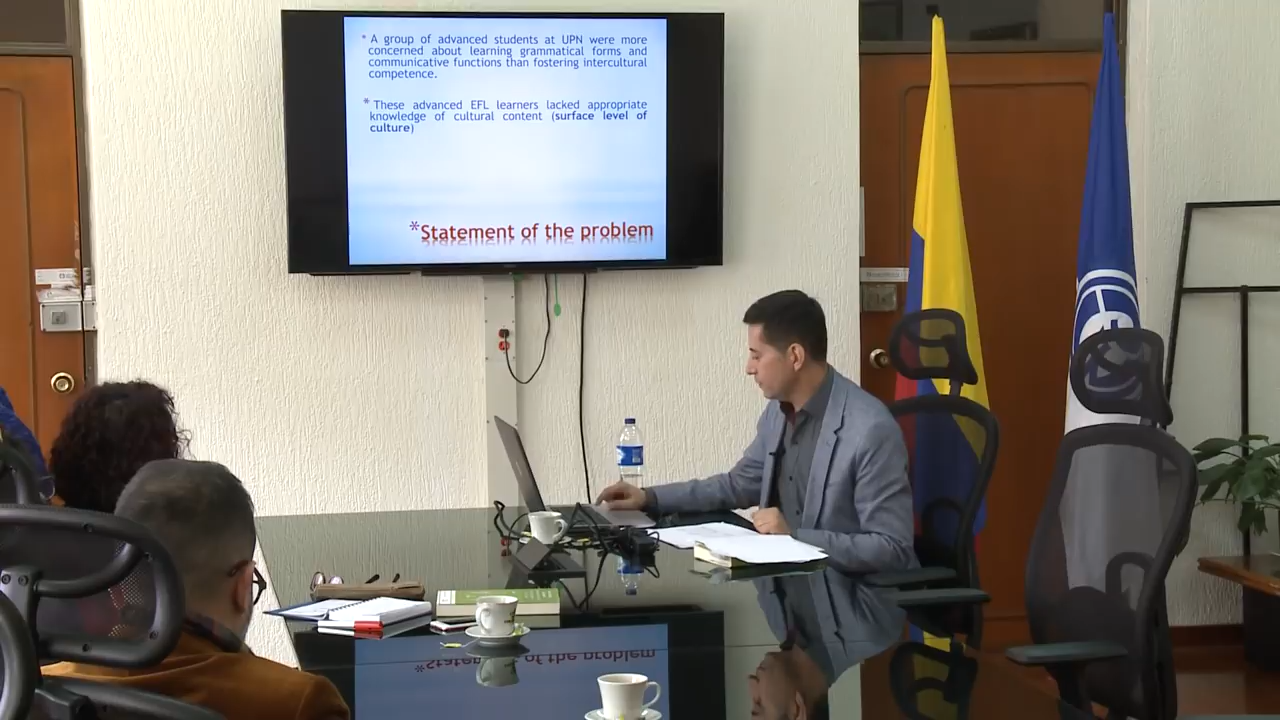 * A group of advanced students at UPN were more
concerned about learning grammatical forms and
communicative functions than fostering intercultural
competence.
* These advanced EFL learners lacked appropriate
knowledge of cultural content (surface level of
culture)
*Statement of the problem